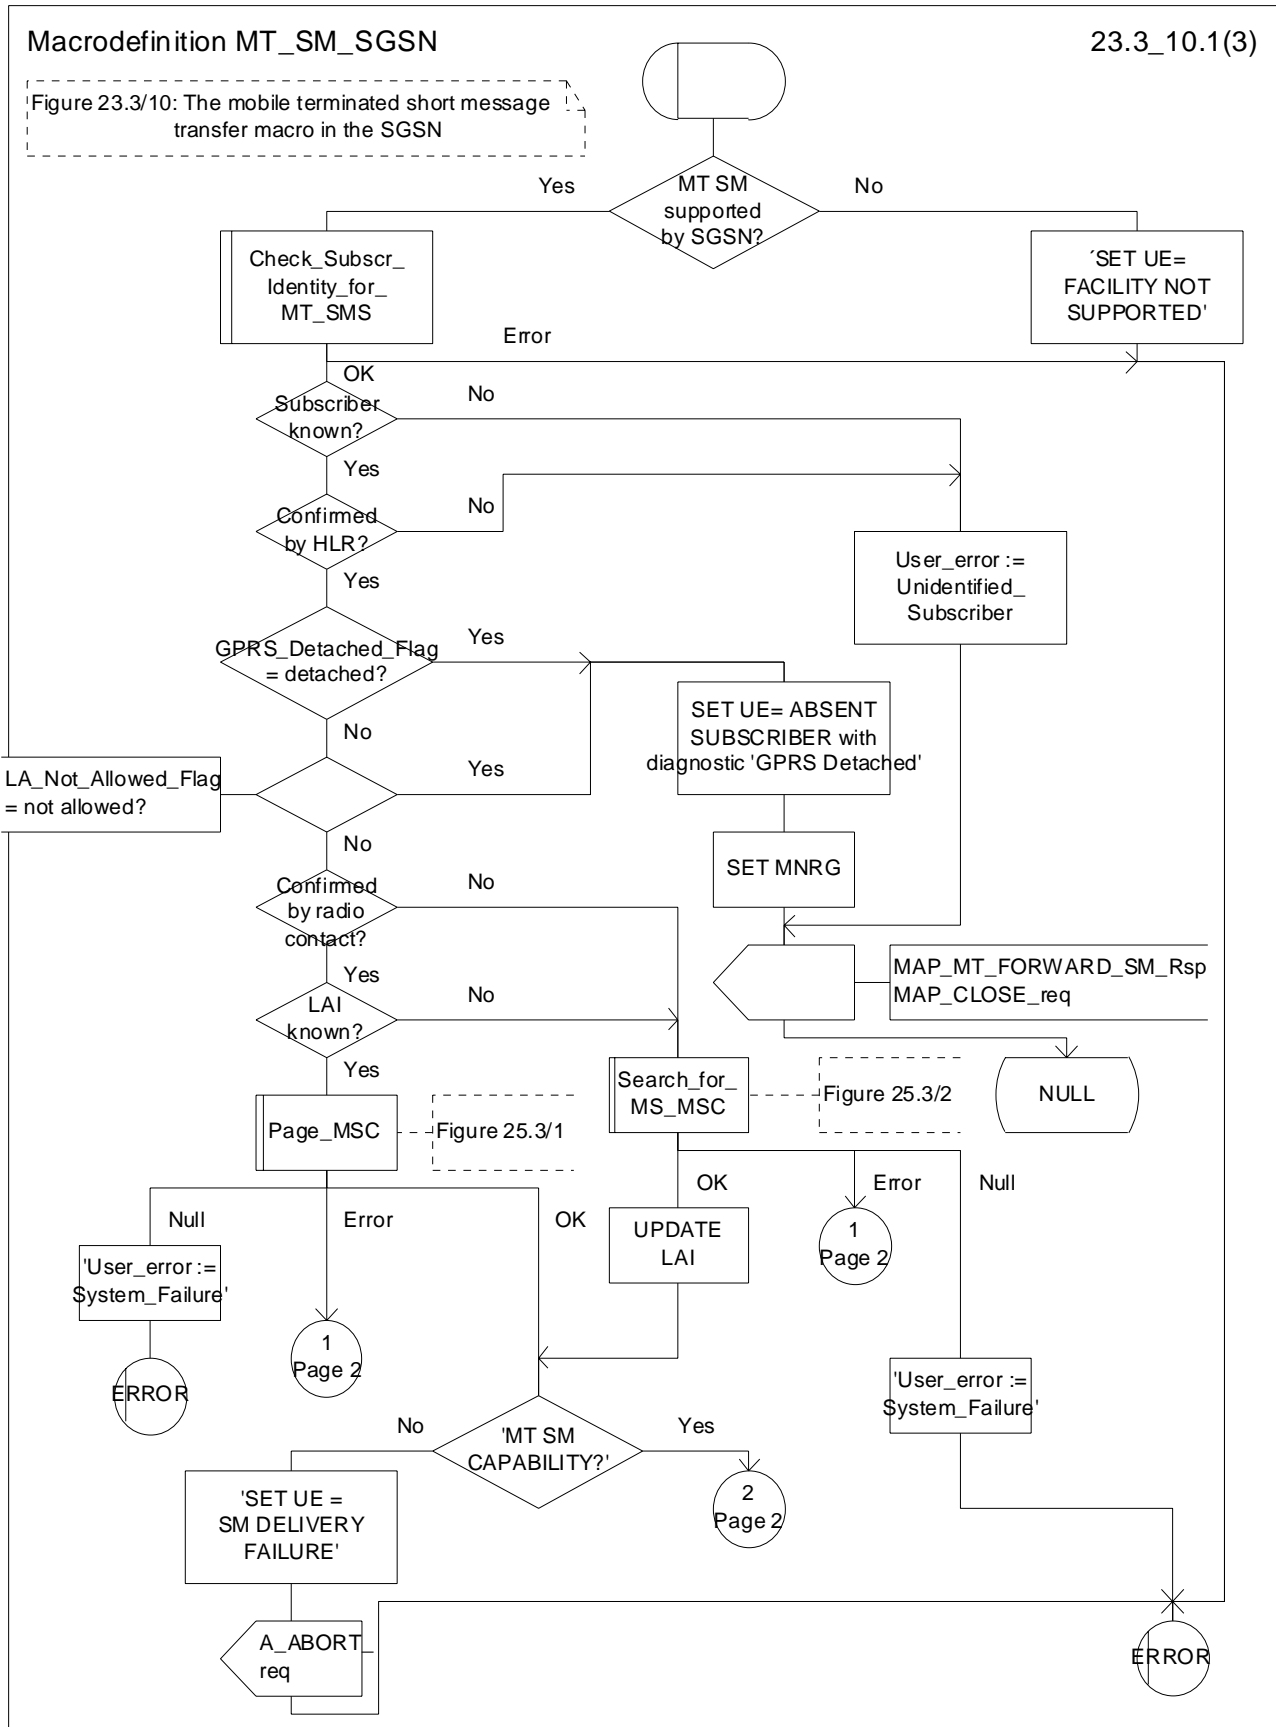 Macrodefinition MT_SM_SGSN
23.3_10.1(3)
Figure 23.3/10: The mobile terminated short message
transfer macro in the SGSN
MT SM
supported
by SGSN?
Yes
No
Check_Subscr_
Identity_for_
MT_SMS
´SET UE=
FACILITY NOT
SUPPORTED'
Error
OK
Subscriber
known?
No
Yes
Confirmed
by HLR?
No
User_error :=
Unidentified_
Subscriber
Yes
GPRS_Detached_Flag
= detached?
Yes
SET UE= ABSENT
SUBSCRIBER with
diagnostic 'GPRS Detached'
No
LA_Not_Allowed_Flag
= not allowed?
Yes
No
SET MNRG
Confirmed
by radio
contact?
No
MAP_MT_FORWARD_SM_Rsp
MAP_CLOSE_req
Yes
LAI
known?
No
Yes
Search_for_
MS_MSC
Figure 25.3/2
NULL
Page_MSC
Figure 25.3/1
OK
Error
Null
Null
Error
OK
UPDATE
LAI
1
Page 2
'User_error :=
System_Failure'
1
Page 2
ERROR
'User_error :=
System_Failure'
No
'MT SM
CAPABILITY?'
Yes
2
Page 2
'SET UE =
SM DELIVERY
FAILURE'
A_ABORT_
req
ERROR